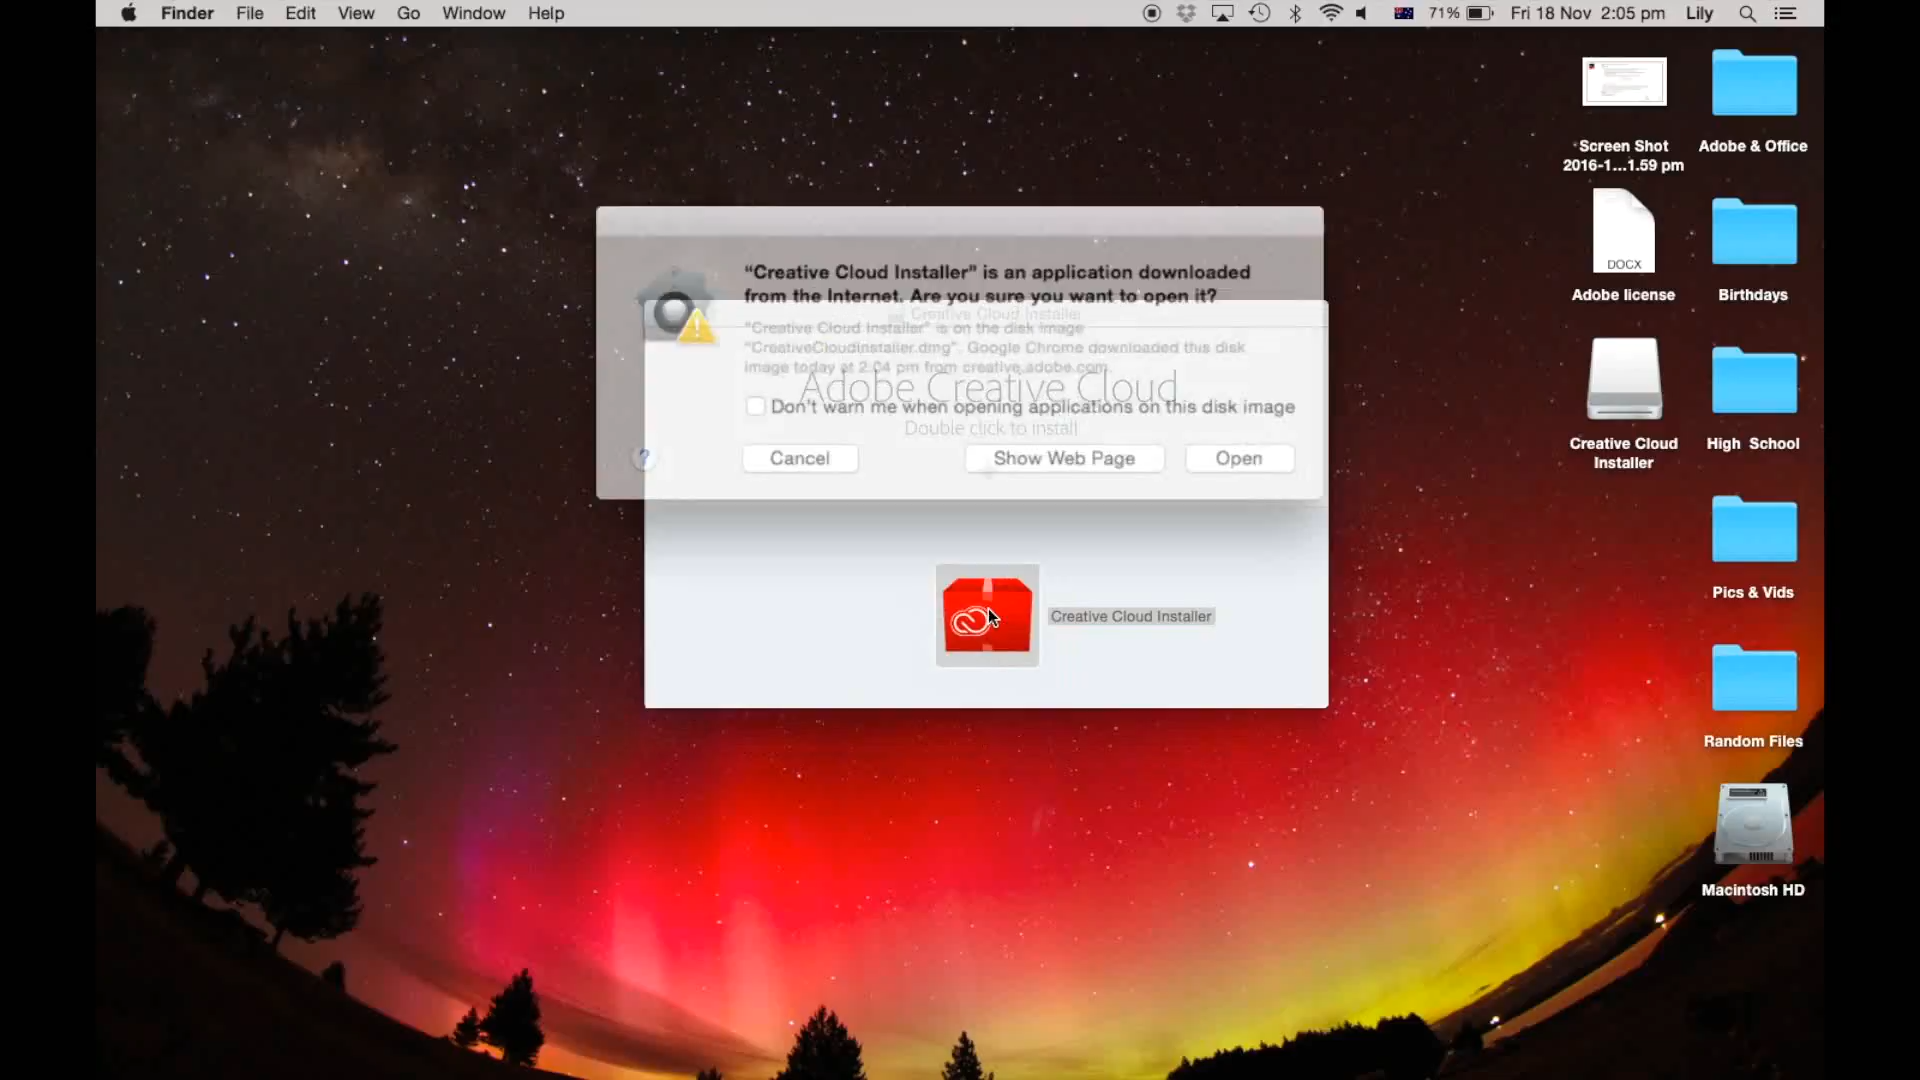 Finder File Edit View Go Window Help 71% Fri 18 Nov 2:05 pm Lily
Screen Shot
2016-1...1.59 pm
Adobe & Office
DOCX
Adobe license
Birthdays
Creative Cloud
Installer
High School
Pics & Vids
Random Files
Macintosh HD
“Creative Cloud Installer” is an application downloaded
from the Internet. Are you sure you want to open it?
Creative Cloud Installer
“Creative Cloud Installer” is on the disk image
“CreativeCloudInstaller.dmg”. Google Chrome downloaded this disk
image today at 2:04 pm from creative.adobe.com.
Adobe Creative Cloud
Don’t warn me when opening applications on this disk image
Double click to install
? Cancel Show Web Page Open
Creative Cloud Installer